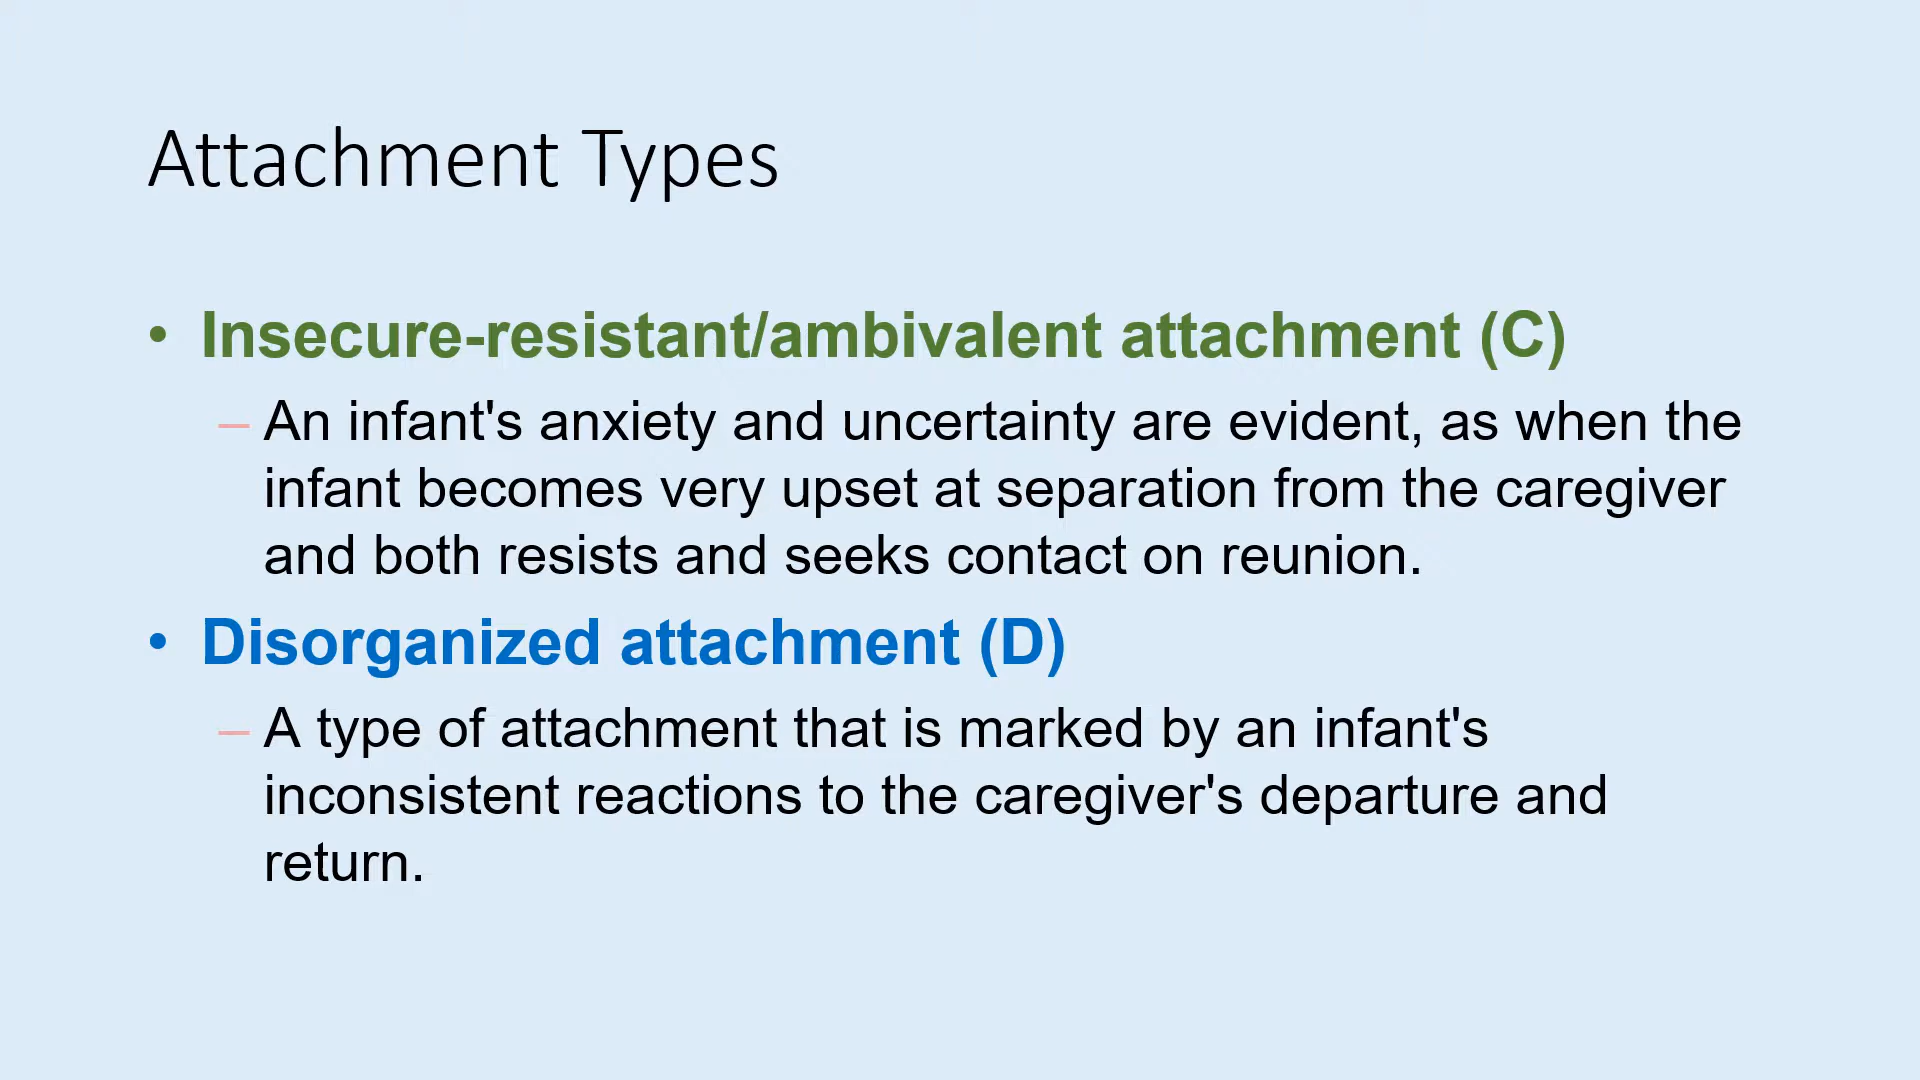 Attachment Types
• Insecure-resistant/ambivalent attachment (C)
– An infant's anxiety and uncertainty are evident, as when the
infant becomes very upset at separation from the caregiver
and both resists and seeks contact on reunion.
• Disorganized attachment (D)
– A type of attachment that is marked by an infant's
inconsistent reactions to the caregiver's departure and
return.